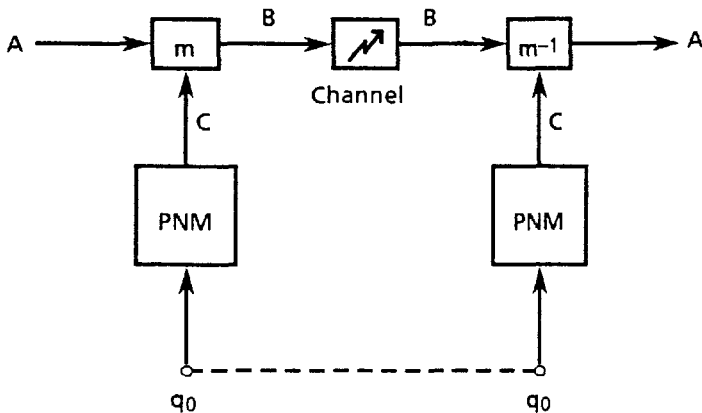 A m B B m⁻¹ A
Channel
C C
PNM PNM
q₀ q₀